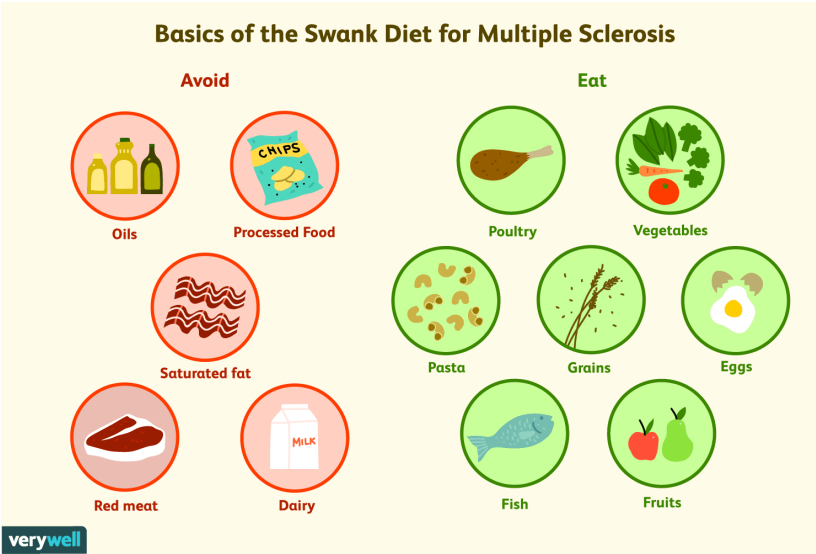 Basics of the Swank Diet for Multiple Sclerosis
Avoid
Eat
CHIPS
Oils
Processed Food
Poultry
Vegetables
Saturated fat
Pasta
Grains
Eggs
MILK
Red meat
Dairy
Fish
Fruits
verywell